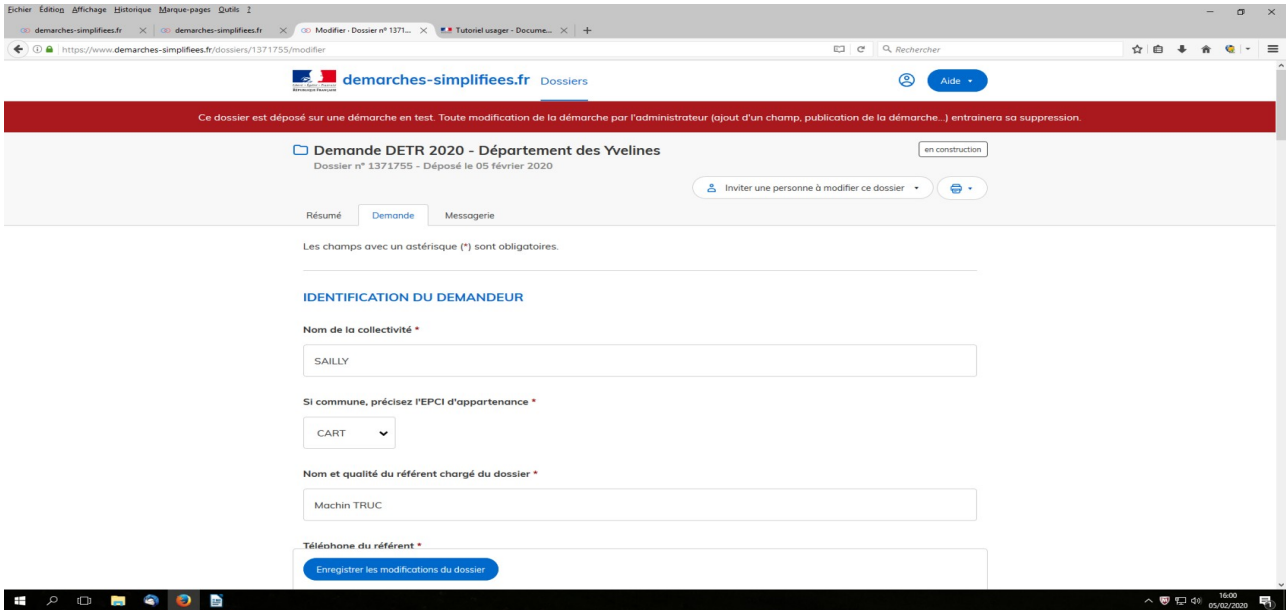 Eichier Édition Affichage Historique Marque-pages Outils ?
demarches-simplifiees.fr demarches-simplifiees.fr Modifier · Dossier n° 1371... Tutoriel usager - Docume...
https://www.demarches-simplifiees.fr/dossiers/1371755/modifier Rechercher
demarches-simplifiees.fr Dossiers Aide
Ce dossier est déposé sur une démarche en test. Toute modification de la démarche par l'administrateur (ajout d'un champ, publication de la démarche...) entrainera sa suppression.
Demande DETR 2020 - Département des Yvelines en construction
Dossier n° 1371755 - Déposé le 05 février 2020
Inviter une personne à modifier ce dossier
Résumé Demande Messagerie
Les champs avec un astérisque (*) sont obligatoires.
IDENTIFICATION DU DEMANDEUR
Nom de la collectivité *
SAILLY
Si commune, précisez l'EPCI d'appartenance *
CART
Nom et qualité du référent chargé du dossier *
Machin TRUC
Téléphone du référent *
Enregistrer les modifications du dossier
16:00
05/02/2020